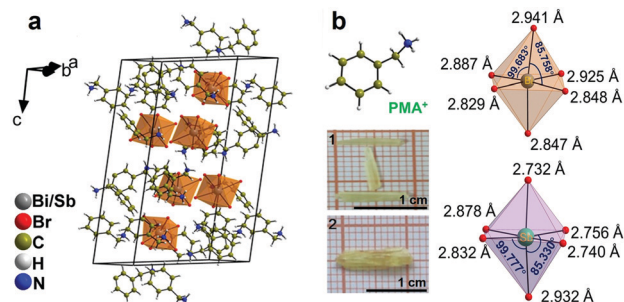 a
b
a
b
c
Bi/Sb
Br
C
H
N
PMA⁺
1
1 cm
2
1 cm
2.941 Å
2.887 Å
99.683°
85.758°
2.925 Å
2.829 Å
2.848 Å
2.847 Å
2.732 Å
2.878 Å
2.756 Å
2.832 Å
2.740 Å
99.777°
85.330°
2.932 Å